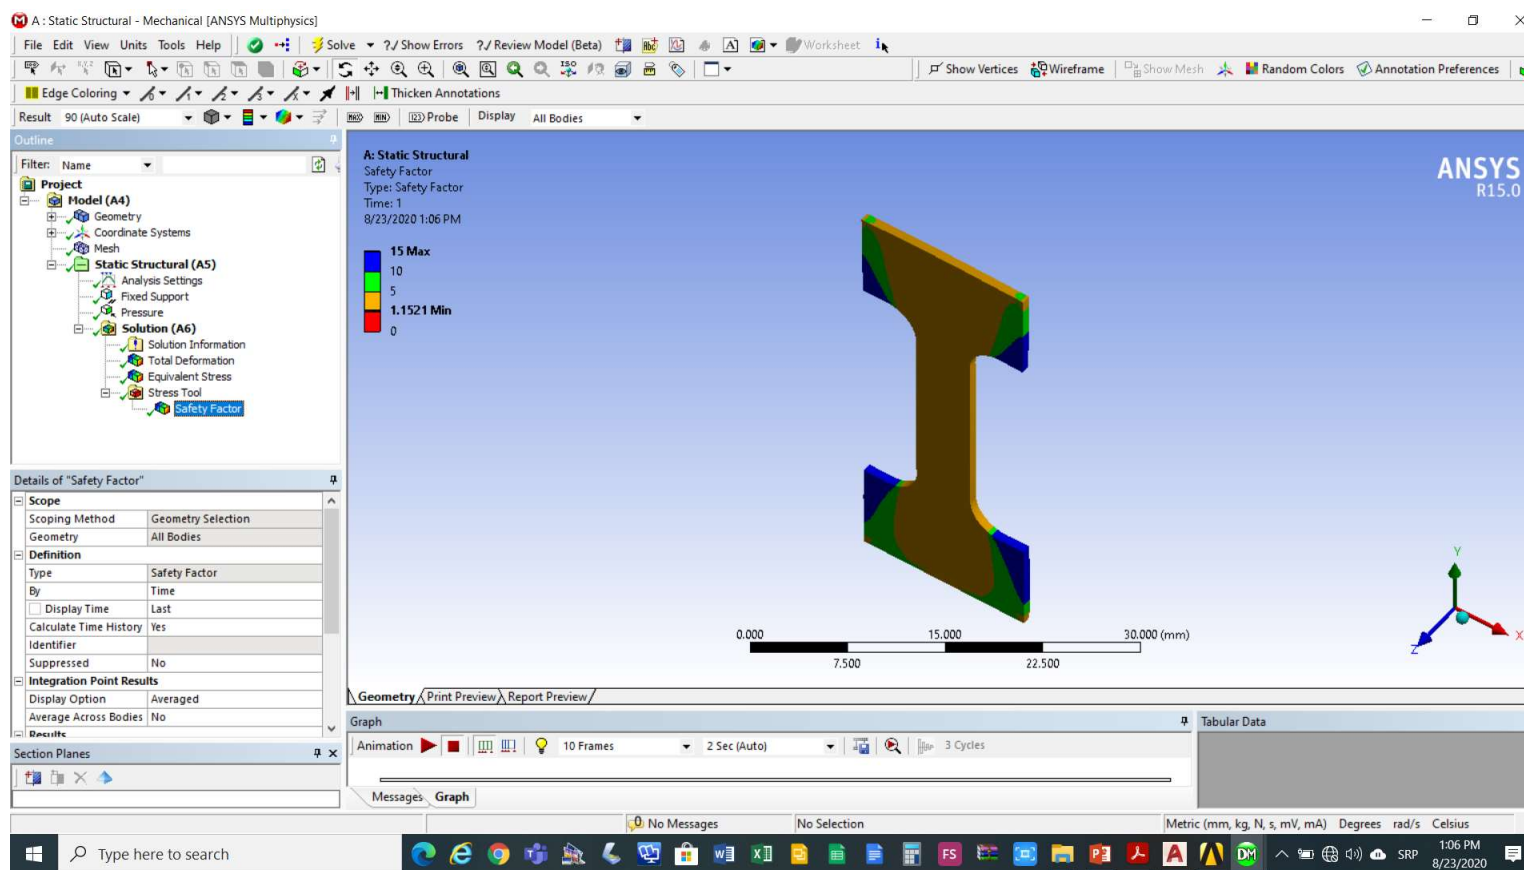 A : Static Structural - Mechanical [ANSYS Multiphysics]
File Edit View Units Tools Help Solve ?✓ Show Errors ?✓ Review Model (Beta) A Worksheet
Show Vertices Wireframe Show Mesh Random Colors Annotation Preferences
Edge Coloring Thicken Annotations
Result 90 (Auto Scale) MAX MIN 123 Probe Display All Bodies
Outline
Filter: Name
Project
Model (A4)
Geometry
Coordinate Systems
Mesh
Static Structural (A5)
Analysis Settings
Fixed Support
Pressure
Solution (A6)
Solution Information
Total Deformation
Equivalent Stress
Stress Tool
Safety Factor
A: Static Structural
Safety Factor
Type: Safety Factor
Time: 1
8/23/2020 1:06 PM
15 Max
10
5
1.1521 Min
0
ANSYS
R15.0
0.000 15.000 30.000 (mm)
7.500 22.500
Y
X
Z
Details of "Safety Factor"
Scope
Scoping Method Geometry Selection
Geometry All Bodies
Definition
Type Safety Factor
By Time
Display Time Last
Calculate Time History Yes
Identifier
Suppressed No
Integration Point Results
Display Option Averaged
Average Across Bodies No
Results
Section Planes
Geometry Print Preview Report Preview
Graph
Animation 10 Frames 2 Sec (Auto) 3 Cycles
Messages Graph
Tabular Data
No Messages No Selection Metric (mm, kg, N, s, mV, mA) Degrees rad/s Celsius
Type here to search
FS
DM
SRP
1:06 PM
8/23/2020